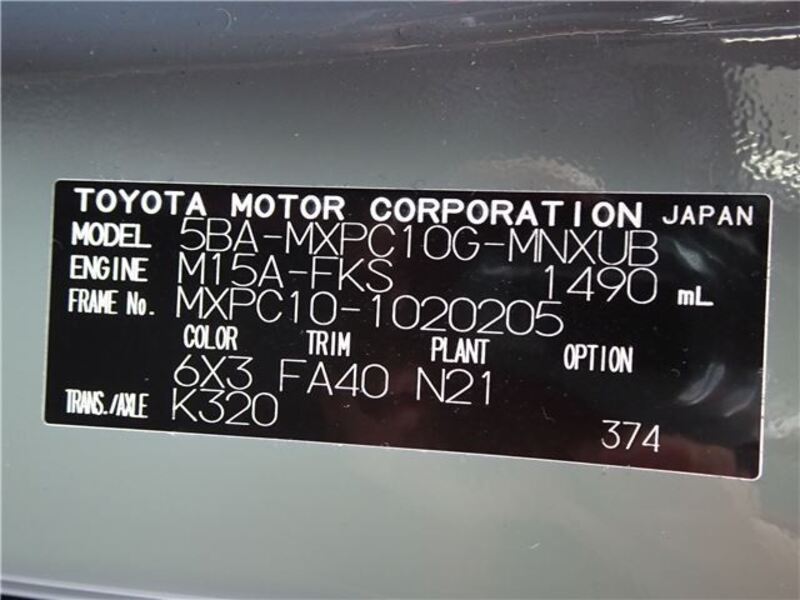 TOYOTA MOTOR CORPORATION JAPAN
MODEL 5BA-MXPC10G-MNXUB
ENGINE M15A-FKS 1490 mL
FRAME No. MXPC10-1020205
COLOR TRIM PLANT OPTION
6X3 FA40 N21
TRANS./AXLE K320 374